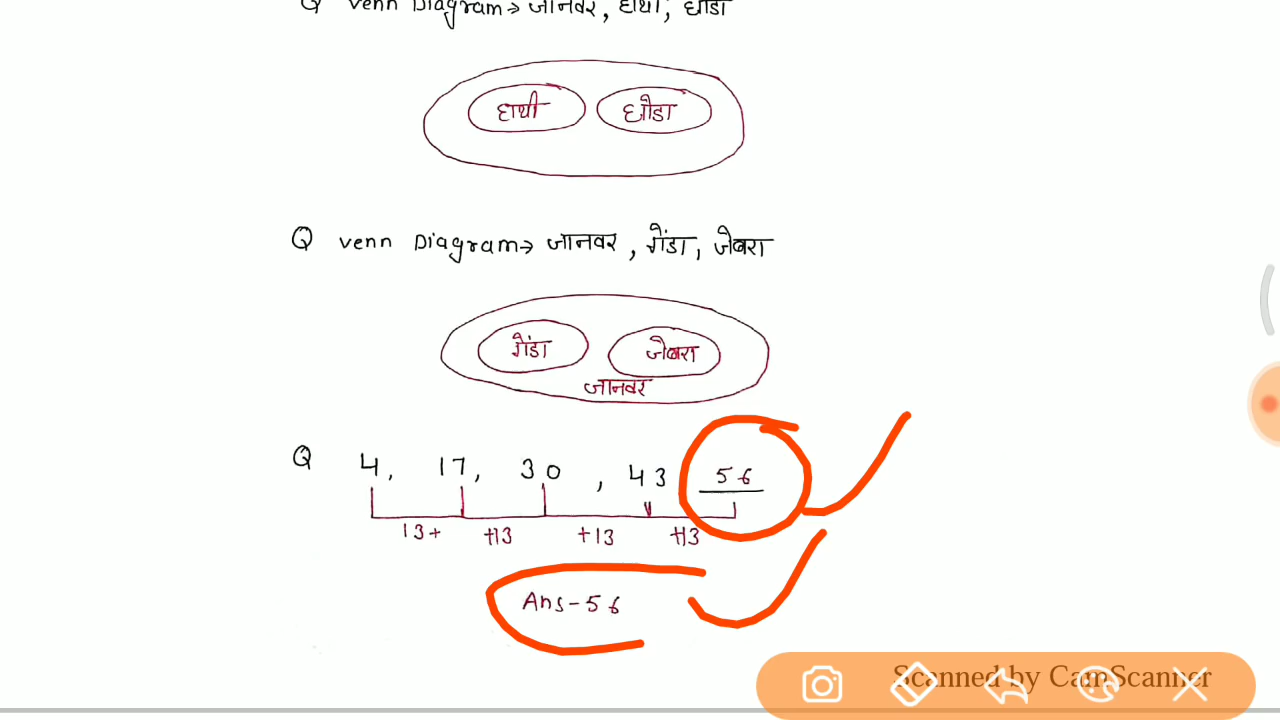 Q venn Diagram→ जानवर, हाथी, घोडा
हाथी घोडा
Q venn Diagram→ जानवर, गेंडा, जेबरा
गेंडा जेबरा
जानवर
Q 4, 17, 30, 43 56
13+ +13 +13 +13
Ans-56
Scanned by CamScanner